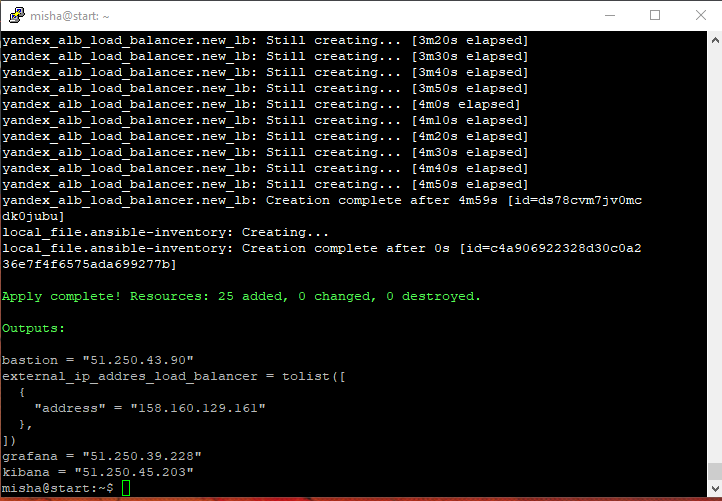 misha@start: ~
yandex_alb_load_balancer.new_lb: Still creating... [3m20s elapsed]
yandex_alb_load_balancer.new_lb: Still creating... [3m30s elapsed]
yandex_alb_load_balancer.new_lb: Still creating... [3m40s elapsed]
yandex_alb_load_balancer.new_lb: Still creating... [3m50s elapsed]
yandex_alb_load_balancer.new_lb: Still creating... [4m0s elapsed]
yandex_alb_load_balancer.new_lb: Still creating... [4m10s elapsed]
yandex_alb_load_balancer.new_lb: Still creating... [4m20s elapsed]
yandex_alb_load_balancer.new_lb: Still creating... [4m30s elapsed]
yandex_alb_load_balancer.new_lb: Still creating... [4m40s elapsed]
yandex_alb_load_balancer.new_lb: Still creating... [4m50s elapsed]
yandex_alb_load_balancer.new_lb: Creation complete after 4m59s [id=ds78cvm7jv0mc
dk0jubu]
local_file.ansible-inventory: Creating...
local_file.ansible-inventory: Creation complete after 0s [id=c4a906922328d30c0a2
36e7f4f6575ada699277b]
Apply complete! Resources: 25 added, 0 changed, 0 destroyed.
Outputs:
bastion = "51.250.43.90"
external_ip_addres_load_balancer = tolist([
  {
    "address" = "158.160.129.161"
  },
])
grafana = "51.250.39.228"
kibana = "51.250.45.203"
misha@start:~$